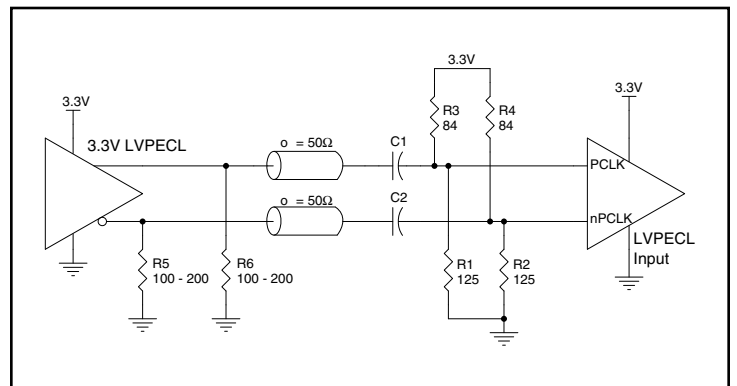 3.3V
3.3V LVPECL
R5
100 - 200
R6
100 - 200
o = 50Ω
o = 50Ω
C1
C2
3.3V
R3
84
R4
84
R1
125
R2
125
3.3V
PCLK
nPCLK
LVPECL
Input